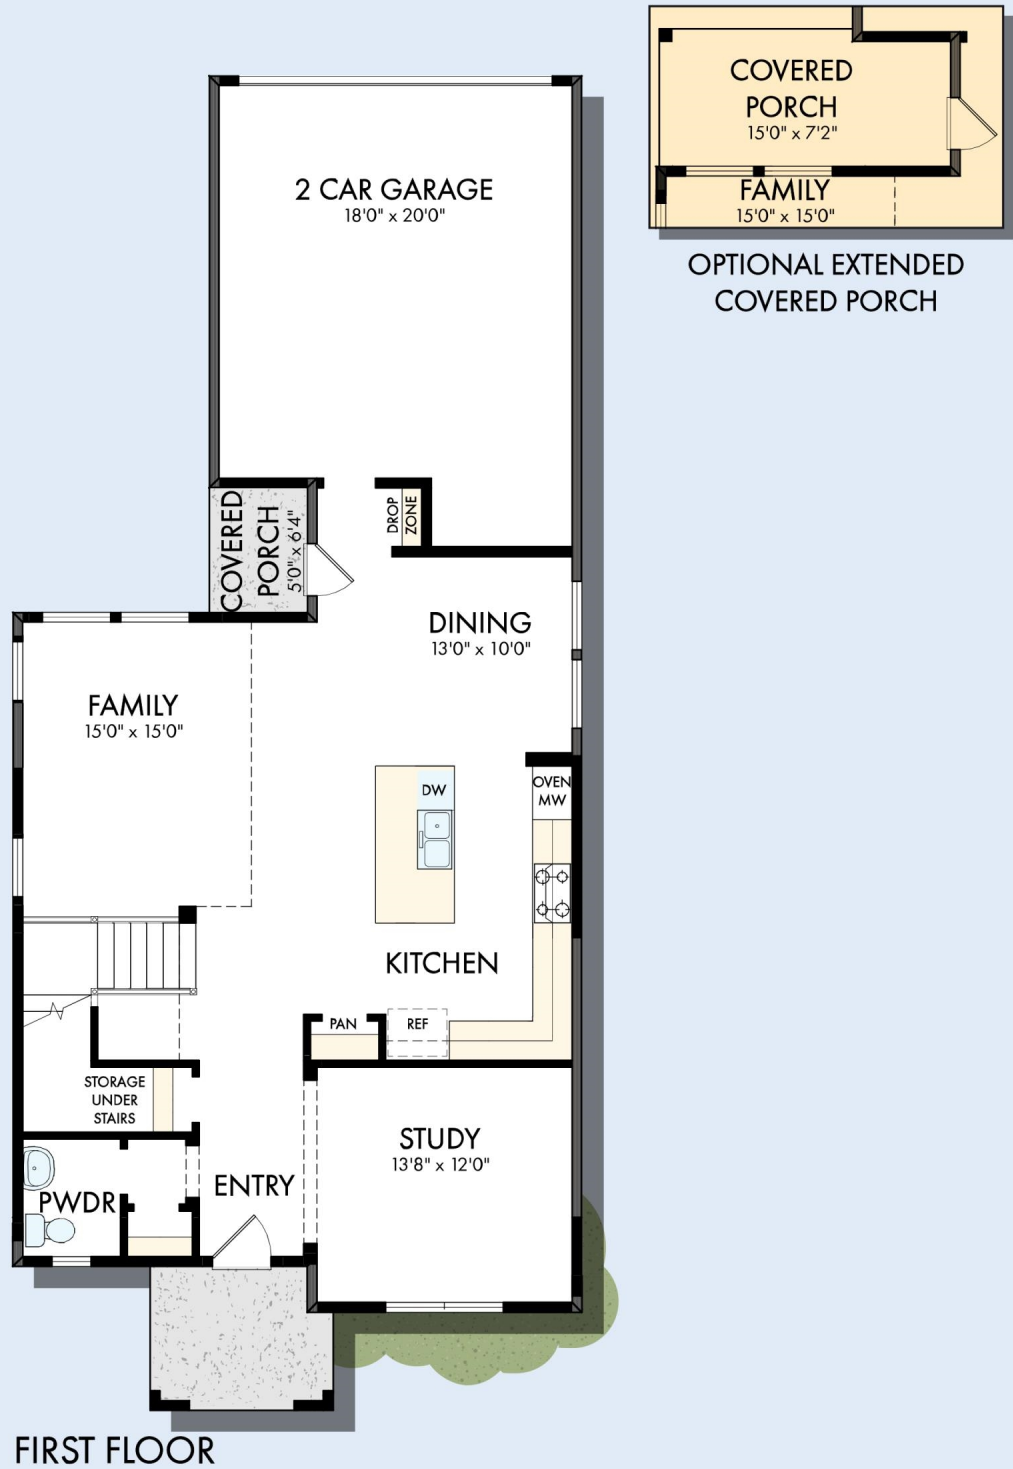 COVERED
PORCH
15'0" x 7'2"
FAMILY
15'0" x 15'0"
OPTIONAL EXTENDED
COVERED PORCH
2 CAR GARAGE
18'0" x 20'0"
COVERED
PORCH
5'0" x 6'4"
DROP
ZONE
DINING
13'0" x 10'0"
FAMILY
15'0" x 15'0"
OVEN
MW
DW
KITCHEN
PAN
REF
STORAGE
UNDER
STAIRS
STUDY
13'8" x 12'0"
ENTRY
PWDR
FIRST FLOOR